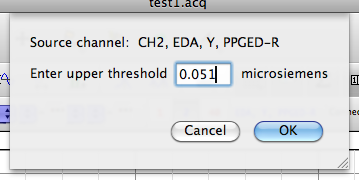 test1.acq
Source channel: CH2, EDA, Y, PPGED-R
Enter upper threshold 0.051 microsiemens
Cancel OK